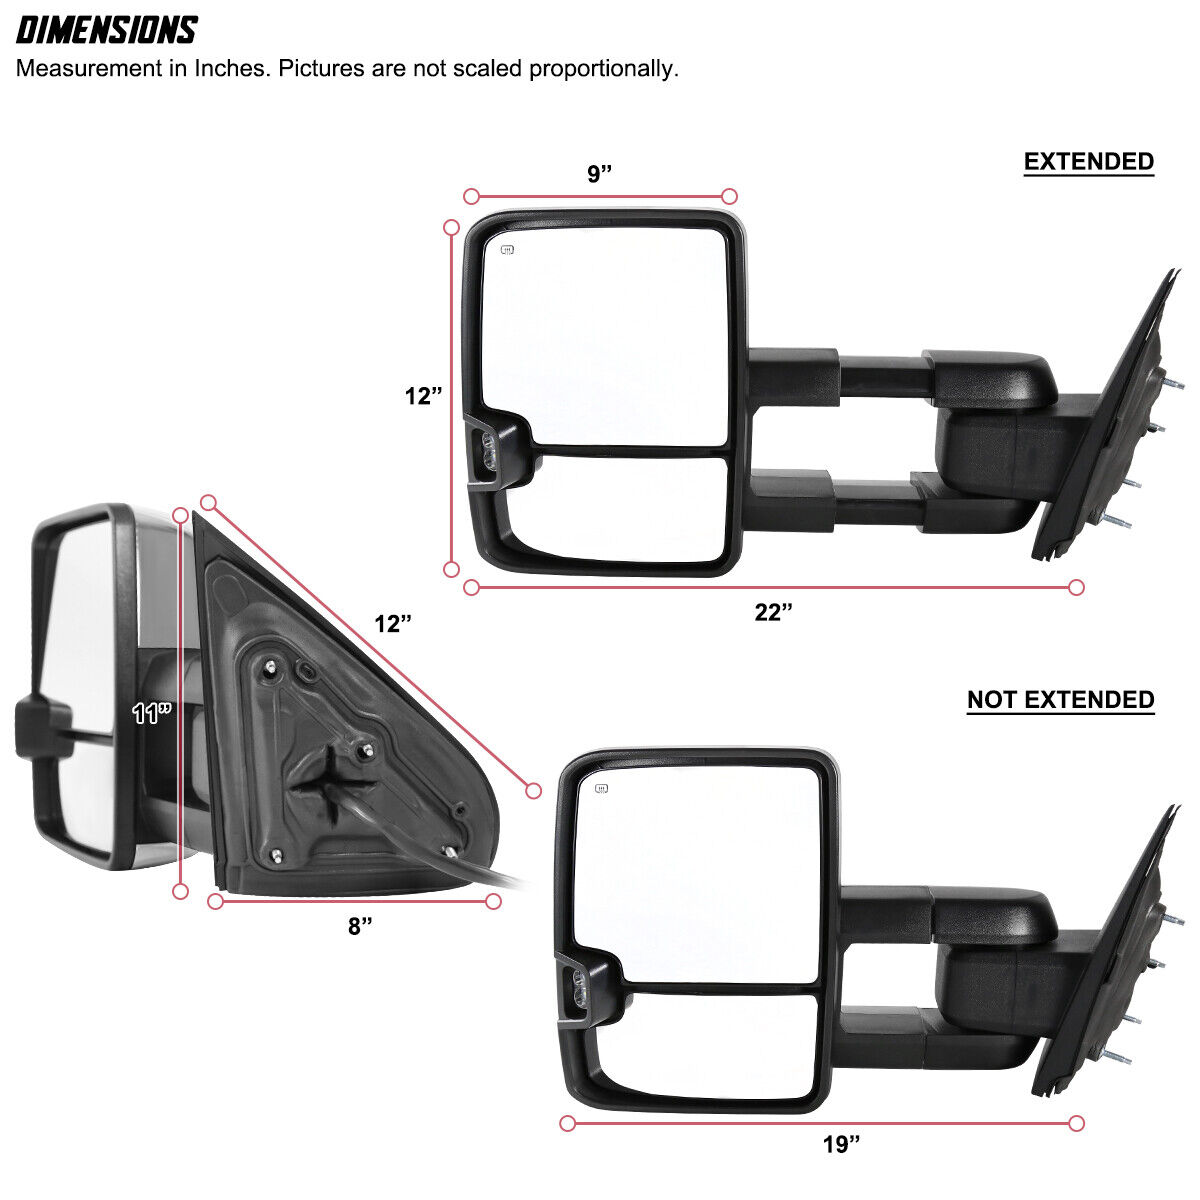 DIMENSIONS
Measurement in Inches. Pictures are not scaled proportionally.
EXTENDED
9”
12”
22”
12”
11”
8”
NOT EXTENDED
19”